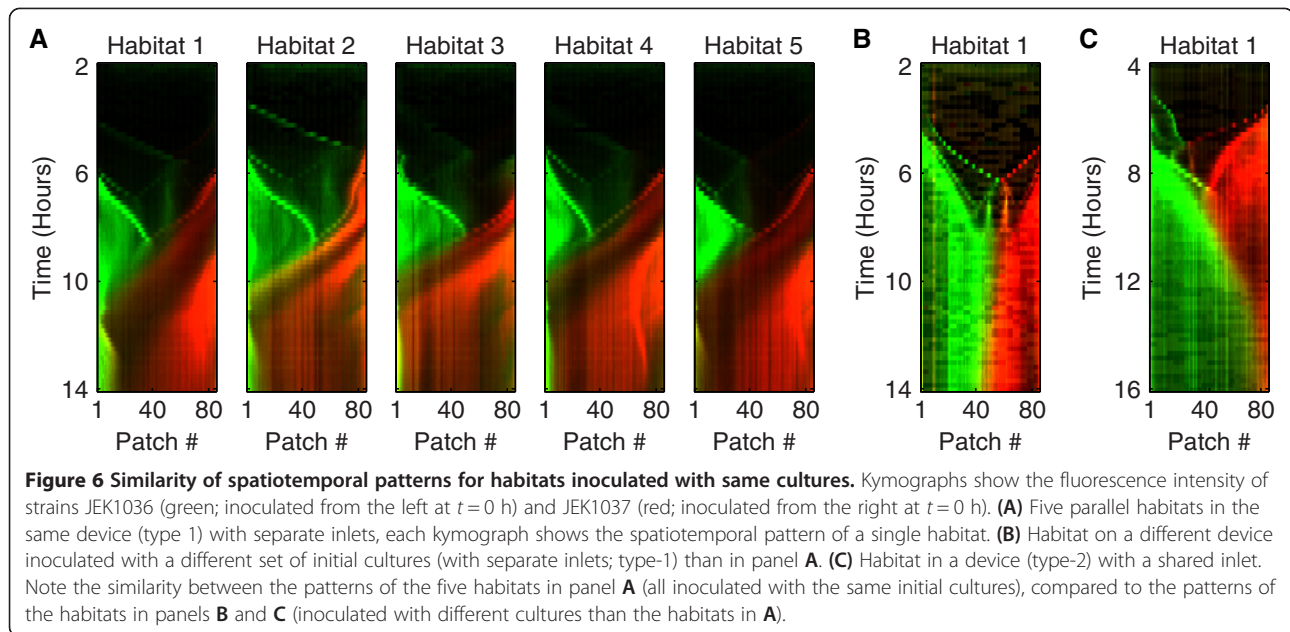 A B C
Habitat 1 Habitat 2 Habitat 3 Habitat 4 Habitat 5 Habitat 1 Habitat 1
2 2 4
6 6 8
10 10 12
14 14 16
Time (Hours) Time (Hours) Time (Hours)
1 40 80 1 40 80 1 40 80 1 40 80 1 40 80 1 40 80 1 40 80
Patch # Patch # Patch # Patch # Patch # Patch # Patch #
Figure 6 Similarity of spatiotemporal patterns for habitats inoculated with same cultures. Kymographs show the fluorescence intensity of
strains JEK1036 (green; inoculated from the left at t = 0 h) and JEK1037 (red; inoculated from the right at t = 0 h). (A) Five parallel habitats in the
same device (type 1) with separate inlets, each kymograph shows the spatiotemporal pattern of a single habitat. (B) Habitat on a different device
inoculated with a different set of initial cultures (with separate inlets; type-1) than in panel A. (C) Habitat in a device (type-2) with a shared inlet.
Note the similarity between the patterns of the five habitats in panel A (all inoculated with the same initial cultures), compared to the patterns of
the habitats in panels B and C (inoculated with different cultures than the habitats in A).